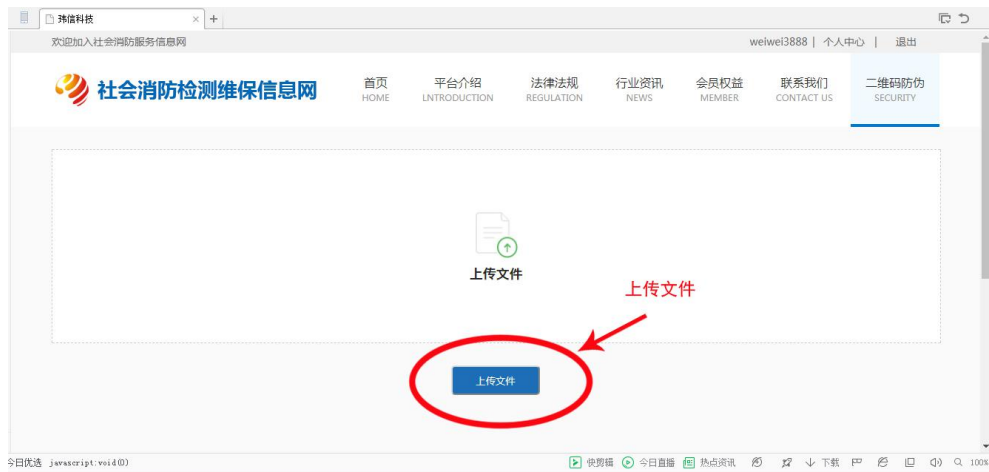 玮信科技
欢迎加入社会消防服务信息网
weiwei3888 | 个人中心 | 退出
社会消防检测维保信息网
首页 平台介绍 法律法规 行业资讯 会员权益 联系我们 二维码防伪
HOME LNTRODUCTION REGULATION NEWS MEMBER CONTACT US SECURITY
上传文件
上传文件
上传文件
今日优选 javascript:void(0) 快剪辑 今日直播 热点资讯 下载 100%